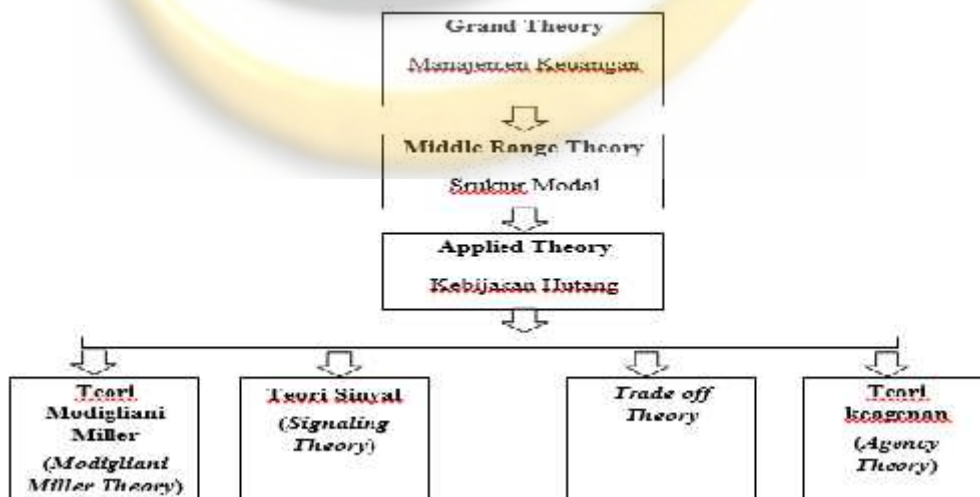 Grand Theory
Manajemen Keuangan
Middle Range Theory
Sruktur Modal
Applied Theory
Kebijakan Hutang
Teori
Modigliani
Miller
(Modigliani
Miller Theory)
Teori Sinyal
(Signaling
Theory)
Trade off
Theory
Teori
keagenan
(Agency
Theory)